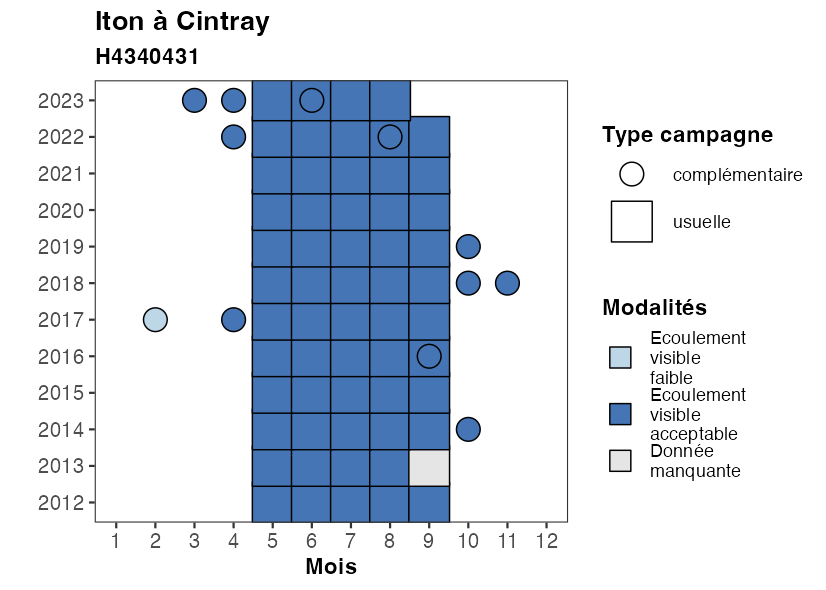 Iton à Cintray
H4340431
2023
2022
2021
2020
2019
2018
2017
2016
2015
2014
2013
2012
1 2 3 4 5 6 7 8 9 10 11 12
Mois
Type campagne
complémentaire
usuelle
Modalités
Ecoulement
visible
faible
Ecoulement
visible
acceptable
Donnée
manquante